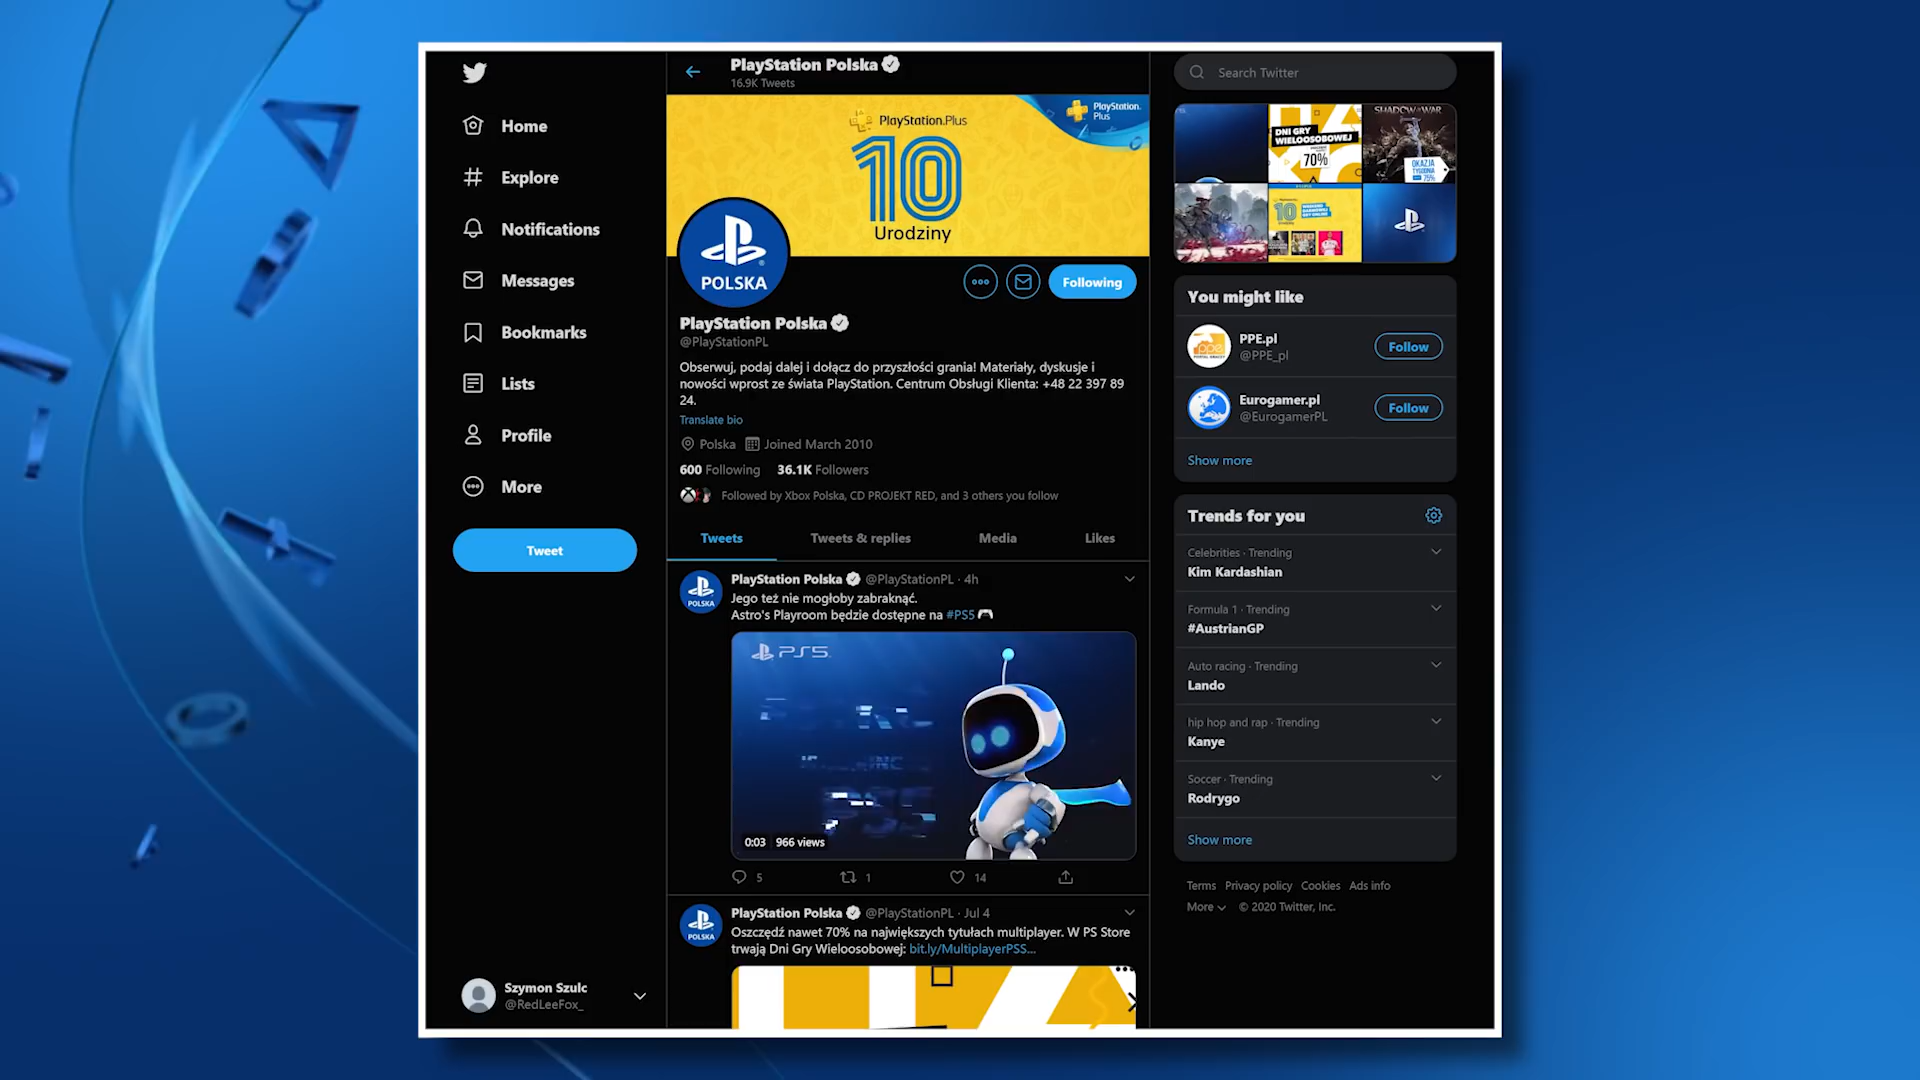 Home
Explore
Notifications
Messages
Bookmarks
Lists
Profile
More
Tweet
Szymon Szulc
@RedLeeFox_
PlayStation Polska
16.9K Tweets
PlayStation.Plus
10
Urodziny
PlayStation.
Plus
POLSKA
Following
PlayStation Polska
@PlayStationPL
Obserwuj, podaj dalej i dołącz do przyszłości grania! Materiały, dyskusje i
nowości wprost ze świata PlayStation. Centrum Obsługi Klienta: +48 22 397 89
24.
Translate bio
Polska Joined March 2010
600 Following 36.1K Followers
Followed by Xbox Polska, CD PROJEKT RED, and 3 others you follow
Tweets Tweets & replies Media Likes
POLSKA
PlayStation Polska @PlayStationPL · 4h
Jego też nie mogłoby zabraknąć.
Astro's Playroom będzie dostępne na #PS5
PS5
0:03 966 views
5 1 14
POLSKA
PlayStation Polska @PlayStationPL · Jul 4
Oszczędź nawet 70% na największych tytułach multiplayer. W PS Store
trwają Dni Gry Wieloosobowej: bit.ly/MultiplayerPSS...
Search Twitter
DNI GRY
WIELOOSOBOWEJ
70%
SHADOW OF WAR
OKAZJA
TYGODNIA
75%
10
You might like
PPE.pl
@PPE_pl
Follow
Eurogamer.pl
@EurogamerPL
Follow
Show more
Trends for you
Celebrities · Trending
Kim Kardashian
Formula 1 · Trending
#AustrianGP
Auto racing · Trending
Lando
hip hop and rap · Trending
Kanye
Soccer · Trending
Rodrygo
Show more
Terms Privacy policy Cookies Ads info
More © 2020 Twitter, Inc.